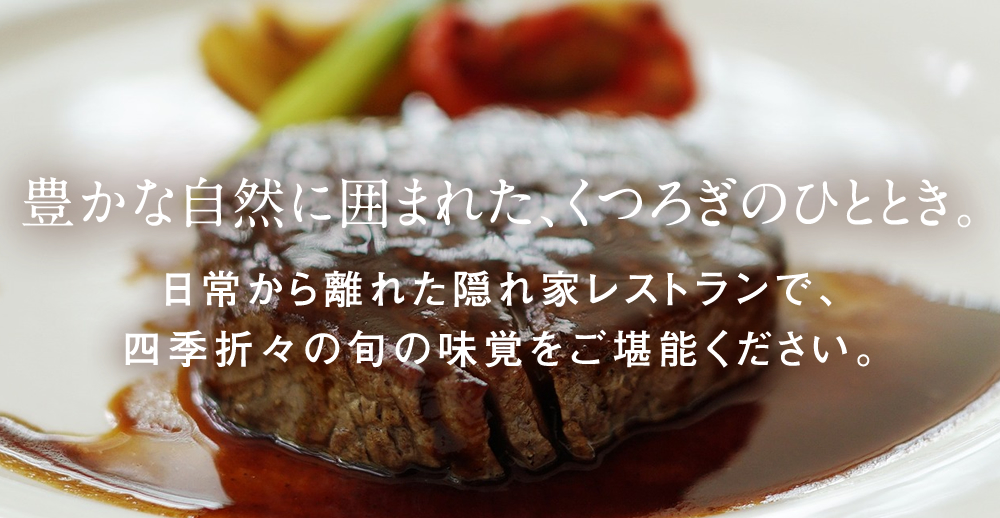 豊かな自然に囲まれた、くつろぎのひととき。
日常から離れた隠れ家レストランで、
四季折々の旬の味覚をご堪能ください。